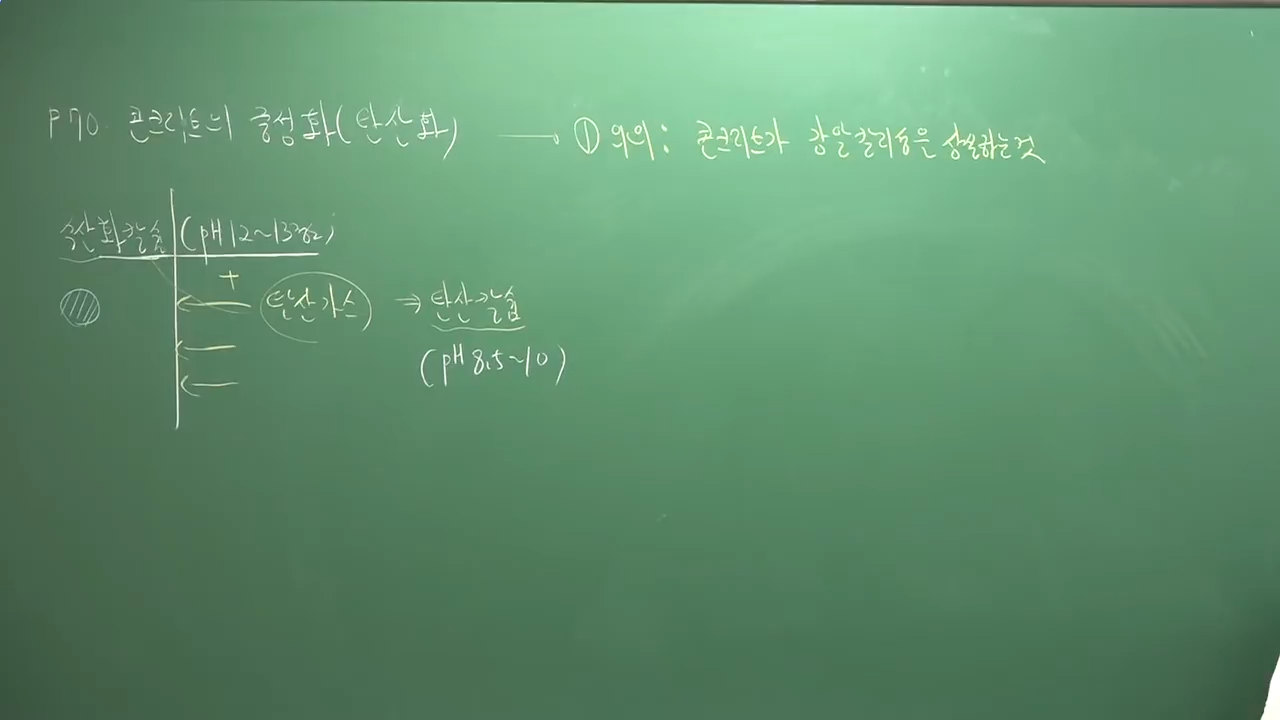 P 70. 콘크리트의 중성화(탄산화) → ① 의의: 콘크리트가 강알칼리성을 상실하는것
수산화칼슘 (pH 12~13정도)
+
← 탄산가스 ⇒ 탄산칼슘
(pH 8.5~10)